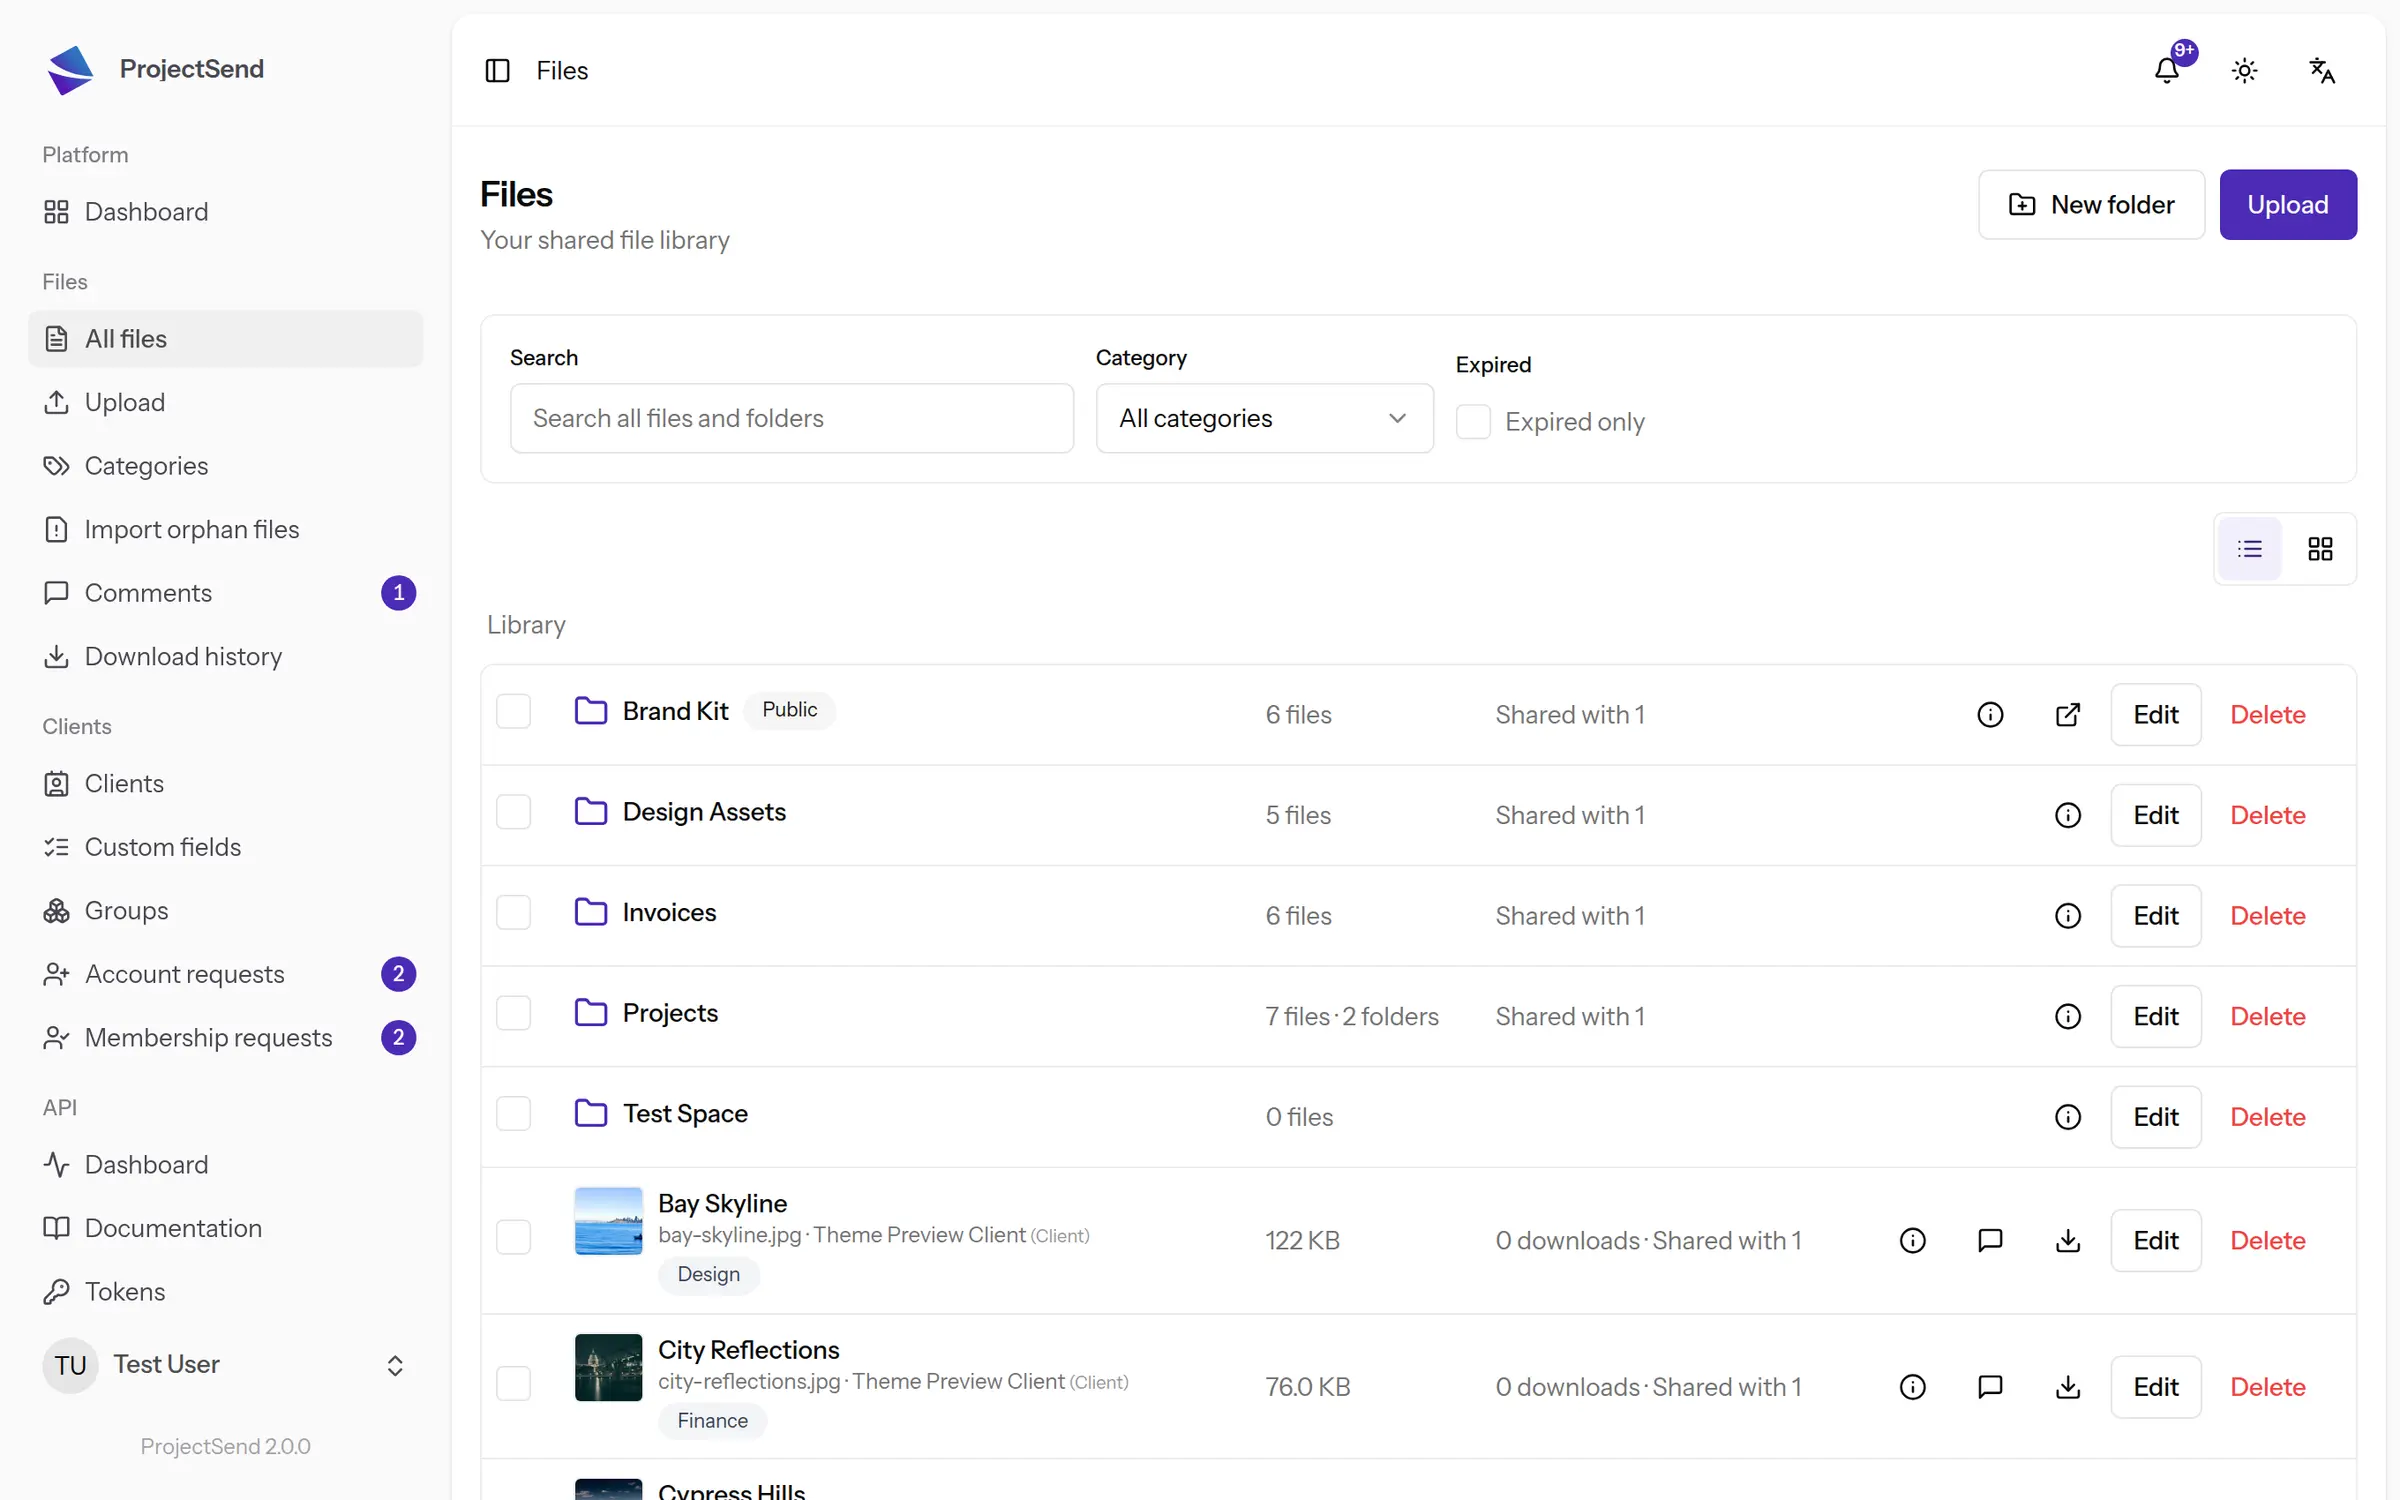 ProjectSend
Platform
Dashboard
Files
All files
Upload
Categories
Import orphan files
Comments 1
Download history
Clients
Clients
Custom fields
Groups
Account requests 2
Membership requests 2
API
Dashboard
Documentation
Tokens
TU Test User
ProjectSend 2.0.0
Files
9+
Files
Your shared file library
New folder
Upload
Search
Search all files and folders
Category
All categories
Expired
Expired only
Library
Brand Kit Public 6 files Shared with 1 Edit Delete
Design Assets 5 files Shared with 1 Edit Delete
Invoices 6 files Shared with 1 Edit Delete
Projects 7 files · 2 folders Shared with 1 Edit Delete
Test Space 0 files Edit Delete
Bay Skyline
bay-skyline.jpg · Theme Preview Client (Client)
Design
122 KB 0 downloads · Shared with 1 Edit Delete
City Reflections
city-reflections.jpg · Theme Preview Client (Client)
Finance
76.0 KB 0 downloads · Shared with 1 Edit Delete
Cypress Hills